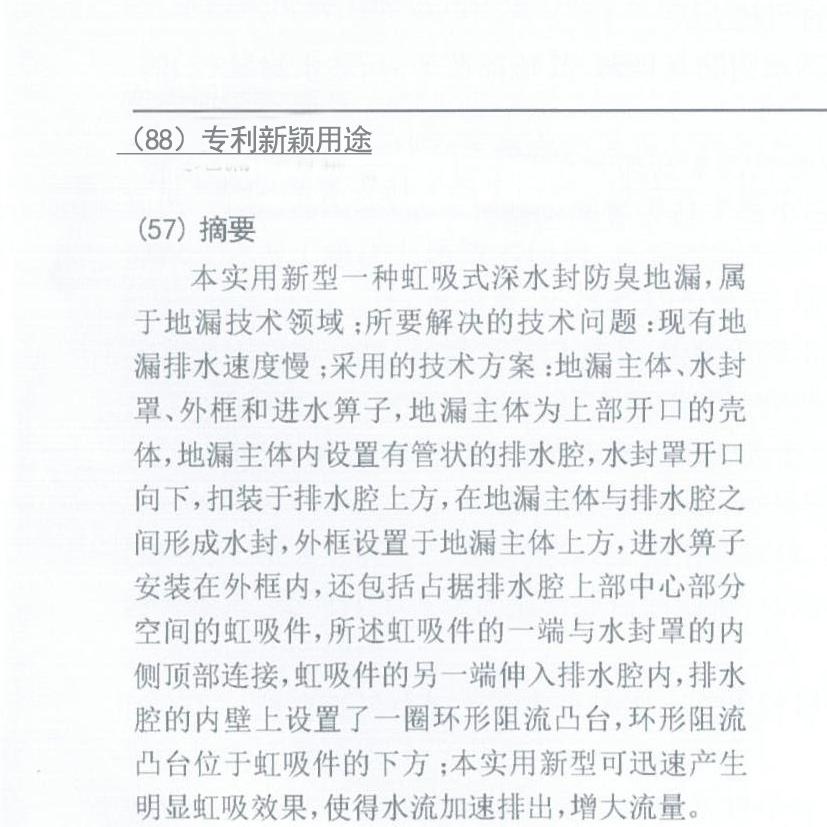 (88) 专利新颖用途
(57) 摘要
本实用新型一种虹吸式深水封防臭地漏,属
于地漏技术领域;所要解决的技术问题:现有地
漏排水速度慢;采用的技术方案:地漏主体、水封
罩、外框和进水箅子,地漏主体为上部开口的壳
体,地漏主体内设置有管状的排水腔,水封罩开口
向下,扣装于排水腔上方,在地漏主体与排水腔之
间形成水封,外框设置于地漏主体上方,进水箅子
安装在外框内,还包括占据排水腔上部中心部分
空间的虹吸件,所述虹吸件的一端与水封罩的内
侧顶部连接,虹吸件的另一端伸入排水腔内,排水
腔的内壁上设置了一圈环形阻流凸台,环形阻流
凸台位于虹吸件的下方;本实用新型可迅速产生
明显虹吸效果,使得水流加速排出,增大流量。